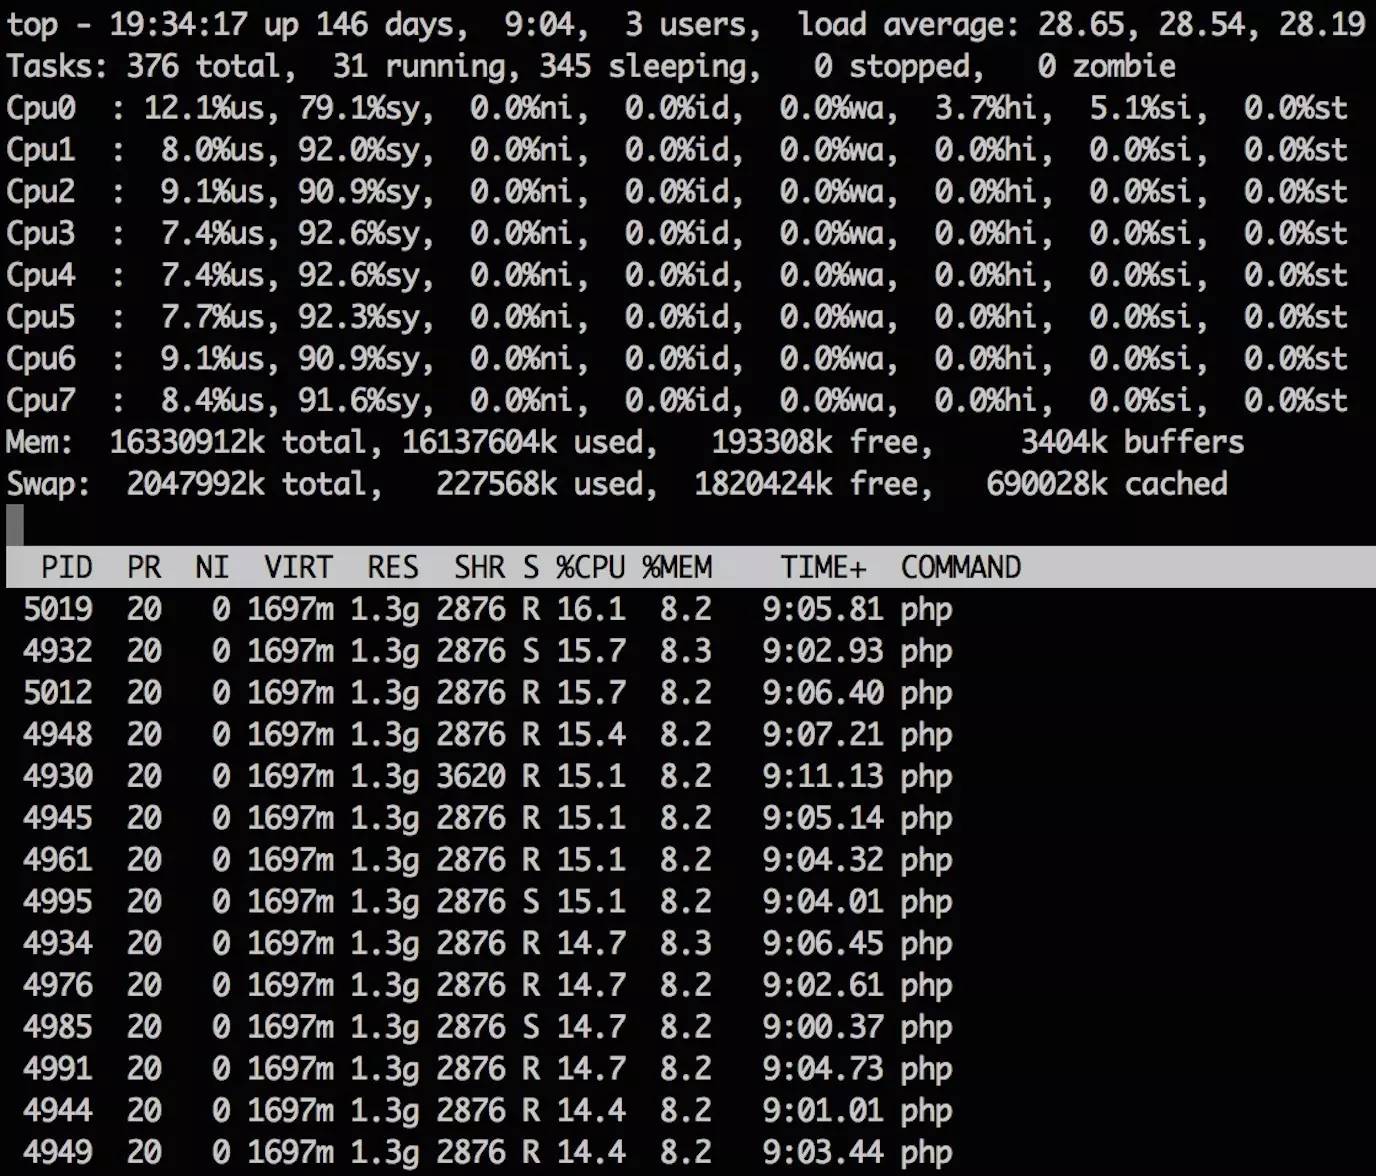 top - 19:34:17 up 146 days,  9:04,  3 users,  load average: 28.65, 28.54, 28.19
Tasks: 376 total,  31 running, 345 sleeping,   0 stopped,   0 zombie
Cpu0  : 12.1%us, 79.1%sy,  0.0%ni,  0.0%id,  0.0%wa,  3.7%hi,  5.1%si,  0.0%st
Cpu1  :  8.0%us, 92.0%sy,  0.0%ni,  0.0%id,  0.0%wa,  0.0%hi,  0.0%si,  0.0%st
Cpu2  :  9.1%us, 90.9%sy,  0.0%ni,  0.0%id,  0.0%wa,  0.0%hi,  0.0%si,  0.0%st
Cpu3  :  7.4%us, 92.6%sy,  0.0%ni,  0.0%id,  0.0%wa,  0.0%hi,  0.0%si,  0.0%st
Cpu4  :  7.4%us, 92.6%sy,  0.0%ni,  0.0%id,  0.0%wa,  0.0%hi,  0.0%si,  0.0%st
Cpu5  :  7.7%us, 92.3%sy,  0.0%ni,  0.0%id,  0.0%wa,  0.0%hi,  0.0%si,  0.0%st
Cpu6  :  9.1%us, 90.9%sy,  0.0%ni,  0.0%id,  0.0%wa,  0.0%hi,  0.0%si,  0.0%st
Cpu7  :  8.4%us, 91.6%sy,  0.0%ni,  0.0%id,  0.0%wa,  0.0%hi,  0.0%si,  0.0%st
Mem:  16330912k total, 16137604k used,   193308k free,     3404k buffers
Swap:  2047992k total,   227568k used,  1820424k free,   690028k cached
  PID  PR  NI  VIRT  RES  SHR S %CPU %MEM    TIME+  COMMAND
 5019  20   0 1697m 1.3g 2876 R 16.1  8.2   9:05.81 php
 4932  20   0 1697m 1.3g 2876 S 15.7  8.3   9:02.93 php
 5012  20   0 1697m 1.3g 2876 R 15.7  8.2   9:06.40 php
 4948  20   0 1697m 1.3g 2876 R 15.4  8.2   9:07.21 php
 4930  20   0 1697m 1.3g 3620 R 15.1  8.2   9:11.13 php
 4945  20   0 1697m 1.3g 2876 R 15.1  8.2   9:05.14 php
 4961  20   0 1697m 1.3g 2876 R 15.1  8.2   9:04.32 php
 4995  20   0 1697m 1.3g 2876 S 15.1  8.2   9:04.01 php
 4934  20   0 1697m 1.3g 2876 R 14.7  8.3   9:06.45 php
 4976  20   0 1697m 1.3g 2876 R 14.7  8.2   9:02.61 php
 4985  20   0 1697m 1.3g 2876 S 14.7  8.2   9:00.37 php
 4991  20   0 1697m 1.3g 2876 R 14.7  8.2   9:04.73 php
 4944  20   0 1697m 1.3g 2876 R 14.4  8.2   9:01.01 php
 4949  20   0 1697m 1.3g 2876 R 14.4  8.2   9:03.44 php